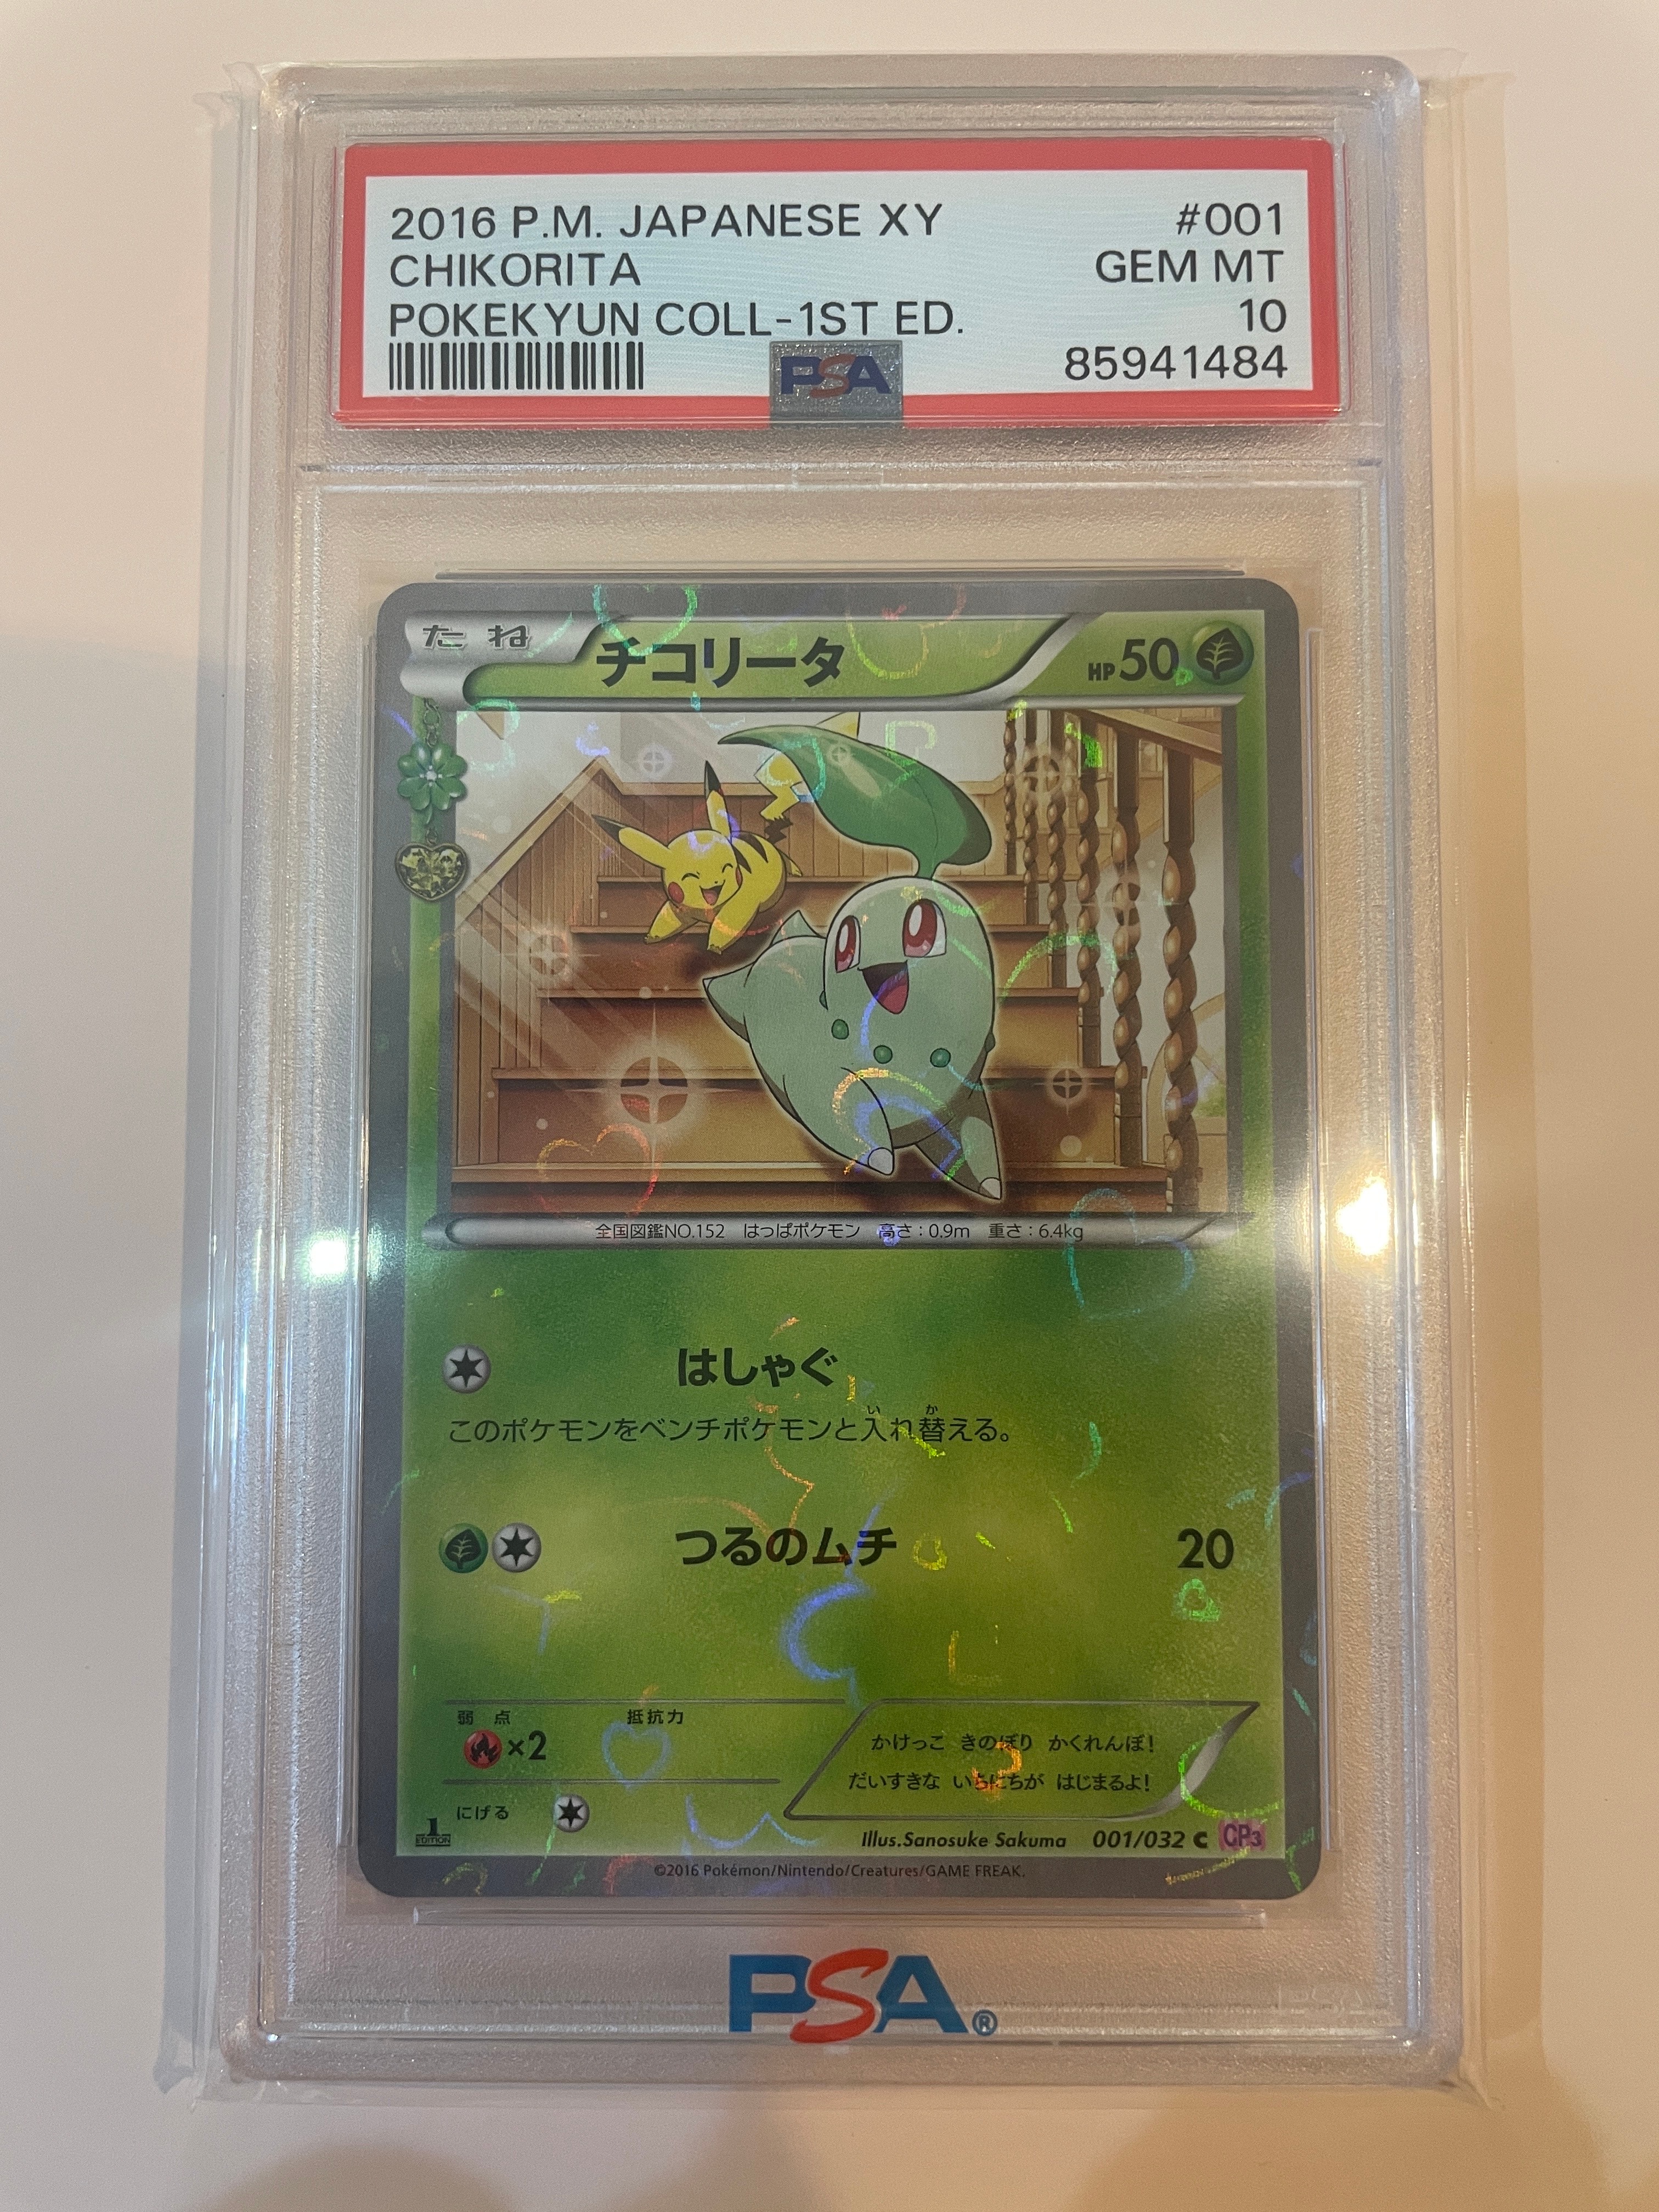 2016 P.M. JAPANESE XY #001
CHIKORITA GEM MT
POKEKYUN COLL-1ST ED. 10
PSA 85941484
たね チコリータ HP50
全国図鑑NO.152 はっぱポケモン 高さ:0.9m 重さ:6.4kg
はしゃぐ
このポケモンをベンチポケモンと入れ替える。
つるのムチ 20
弱点 抵抗力
×2
かけっこ きのぼり かくれんぼ!
だいすきな いちにちが はじまるよ!
にげる
1 EDITION
Illus.Sanosuke Sakuma 001/032 C CP3
©2016 Pokémon/Nintendo/Creatures/GAME FREAK.
PSA®